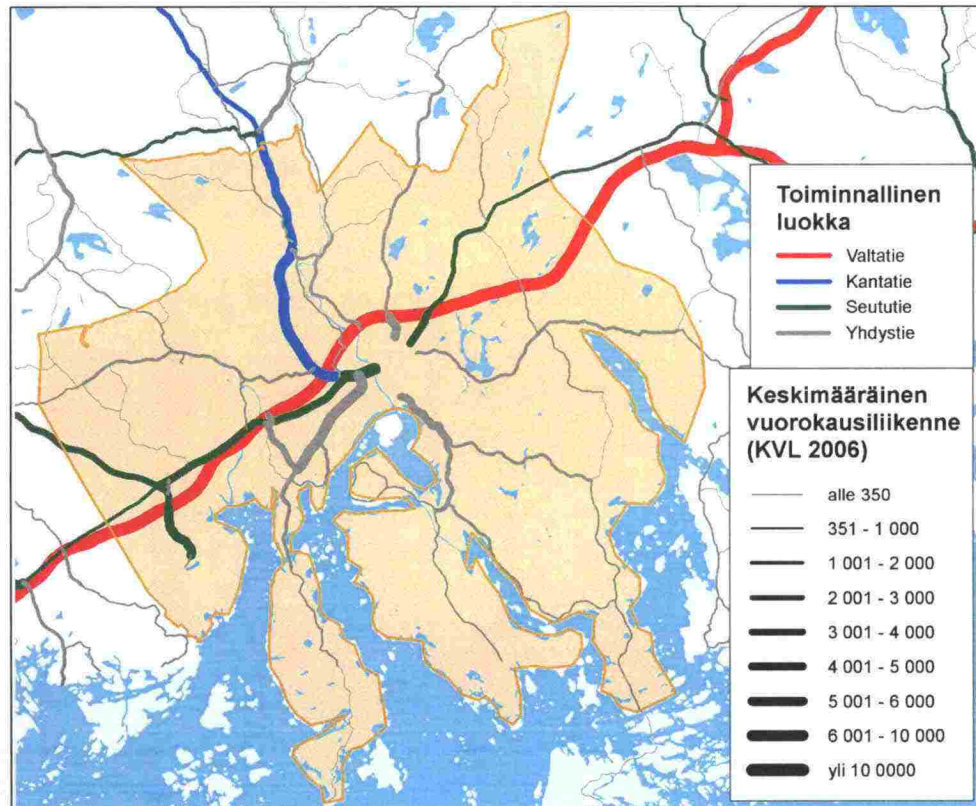 Toiminnallinen
luokka
Valtatie
Kantatie
Seututie
Yhdystie
Keskimääräinen
vuorokausiliikenne
(KVL 2006)
alle 350
351 - 1 000
1 001 - 2 000
2 001 - 3 000
3 001 - 4 000
4 001 - 5 000
5 001 - 6 000
6 001 - 10 000
yli 10 0000